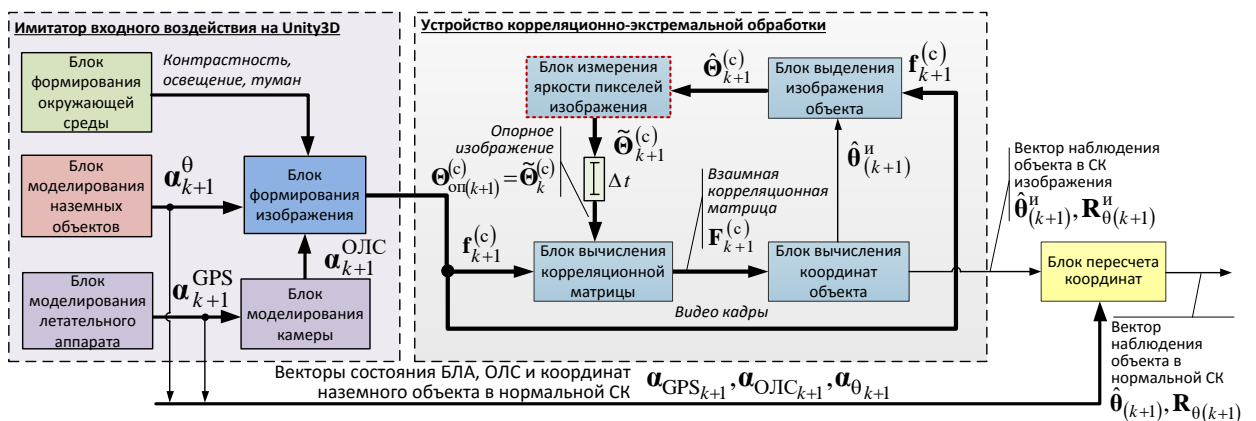 Имитатор входного воздействия на Unity3D
Блок
формирования
окружающей
среды
Контрастность,
освещение, туман
Блок
моделирования
наземных
объектов
α^θ_{k+1}
Блок
формирования
изображения
α^{ОЛС}_{k+1}
Блок
моделирования
летательного
аппарата
α^{GPS}_{k+1}
Блок
моделирования
камеры
Устройство корреляционно-экстремальной обработки
Блок измерения
яркости пикселей
изображения
Θ̂^{(с)}_{k+1}
Блок выделения
изображения
объекта
f^{(с)}_{k+1}
Опорное
изображение
Θ^{(с)}_{оп(k+1)} = Θ̃^{(с)}_k
Θ̃^{(с)}_{k+1}
Δt
θ̂^и_{(k+1)}
Взаимная
корреляционная
матрица
F^{(с)}_{k+1}
f^{(с)}_{k+1}
Блок вычисления
корреляционной
матрицы
Блок вычисления
координат
объекта
Видео кадры
Вектор наблюдения
объекта в СК
изображения
θ̂^и_{(k+1)}, R^и_{θ(k+1)}
Блок пересчета
координат
Вектор
наблюдения
объекта в
нормальной СК
θ̂_{(k+1)}, R_{θ(k+1)}
Векторы состояния БЛА, ОЛС и координат
наземного объекта в нормальной СК
α_{GPS_{k+1}}, α_{ОЛС_{k+1}}, α_{θ_{k+1}}